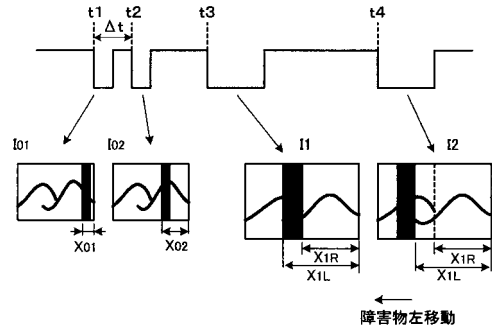 t1 t2 t3 t4
Δt
I01 I02 I1 I2
X01 X02 X1R X1R
X1L X1L
障害物左移動